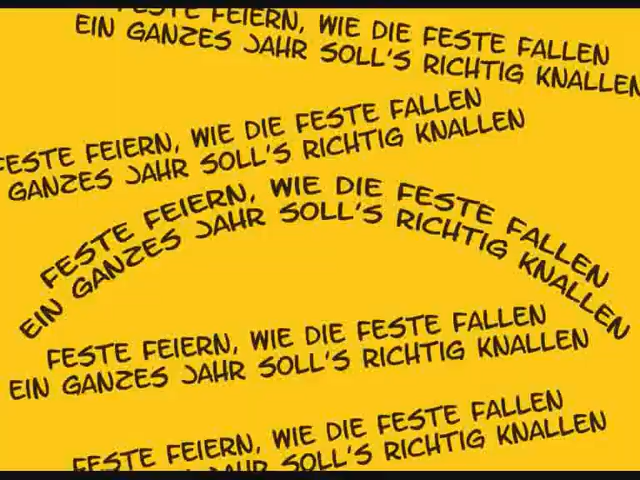 FESTE FEIERN, WIE DIE FESTE FALLEN
EIN GANZES JAHR SOLL'S RICHTIG KNALLEN
FESTE FEIERN, WIE DIE FESTE FALLEN
GANZES JAHR SOLL'S RICHTIG KNALLEN
FESTE FEIERN, WIE DIE FESTE FALLEN
EIN GANZES JAHR SOLL'S RICHTIG KNALLEN
FESTE FEIERN, WIE DIE FESTE FALLEN
EIN GANZES JAHR SOLL'S RICHTIG KNALLEN
FESTE FEIERN, WIE DIE FESTE FALLEN
JAHR SOLL'S RICHTIG KNALLEN